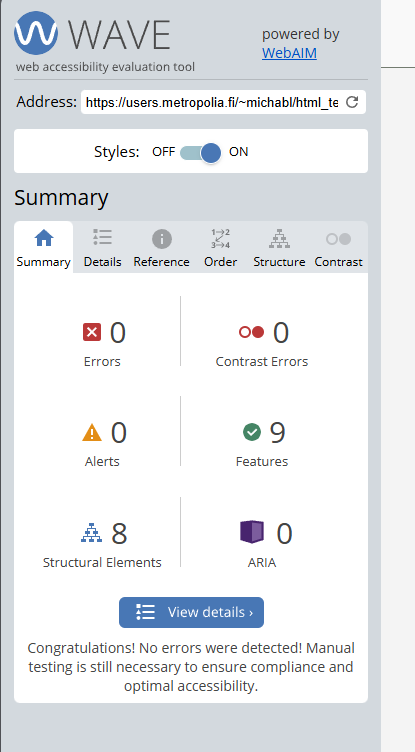 WAVE
web accessibility evaluation tool
powered by
WebAIM
Address: https://users.metropolia.fi/~michabl/html_te
Styles: OFF ON
Summary
Summary Details Reference Order Structure Contrast
0 0
Errors Contrast Errors
0 9
Alerts Features
8 0
Structural Elements ARIA
View details ›
Congratulations! No errors were detected! Manual
testing is still necessary to ensure compliance and
optimal accessibility.